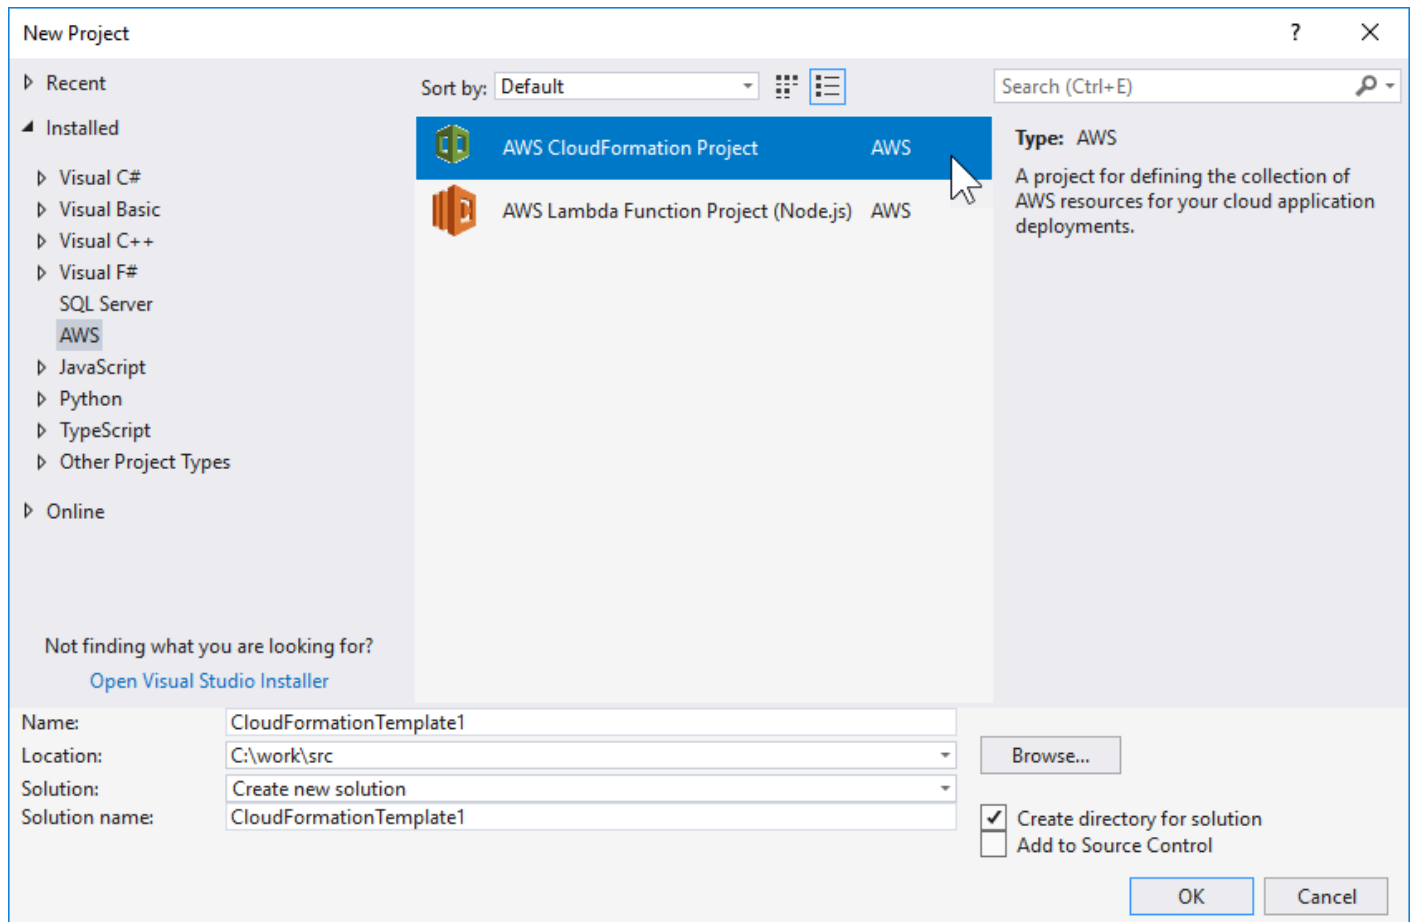 New Project
?
Recent
Installed
Visual C#
Visual Basic
Visual C++
Visual F#
SQL Server
AWS
JavaScript
Python
TypeScript
Other Project Types
Online
Not finding what you are looking for?
Open Visual Studio Installer
Sort by: Default
AWS CloudFormation Project AWS
AWS Lambda Function Project (Node.js) AWS
Search (Ctrl+E)
Type: AWS
A project for defining the collection of
AWS resources for your cloud application
deployments.
Name: CloudFormationTemplate1
Location: C:\work\src
Browse...
Solution: Create new solution
Solution name: CloudFormationTemplate1
Create directory for solution
Add to Source Control
OK Cancel